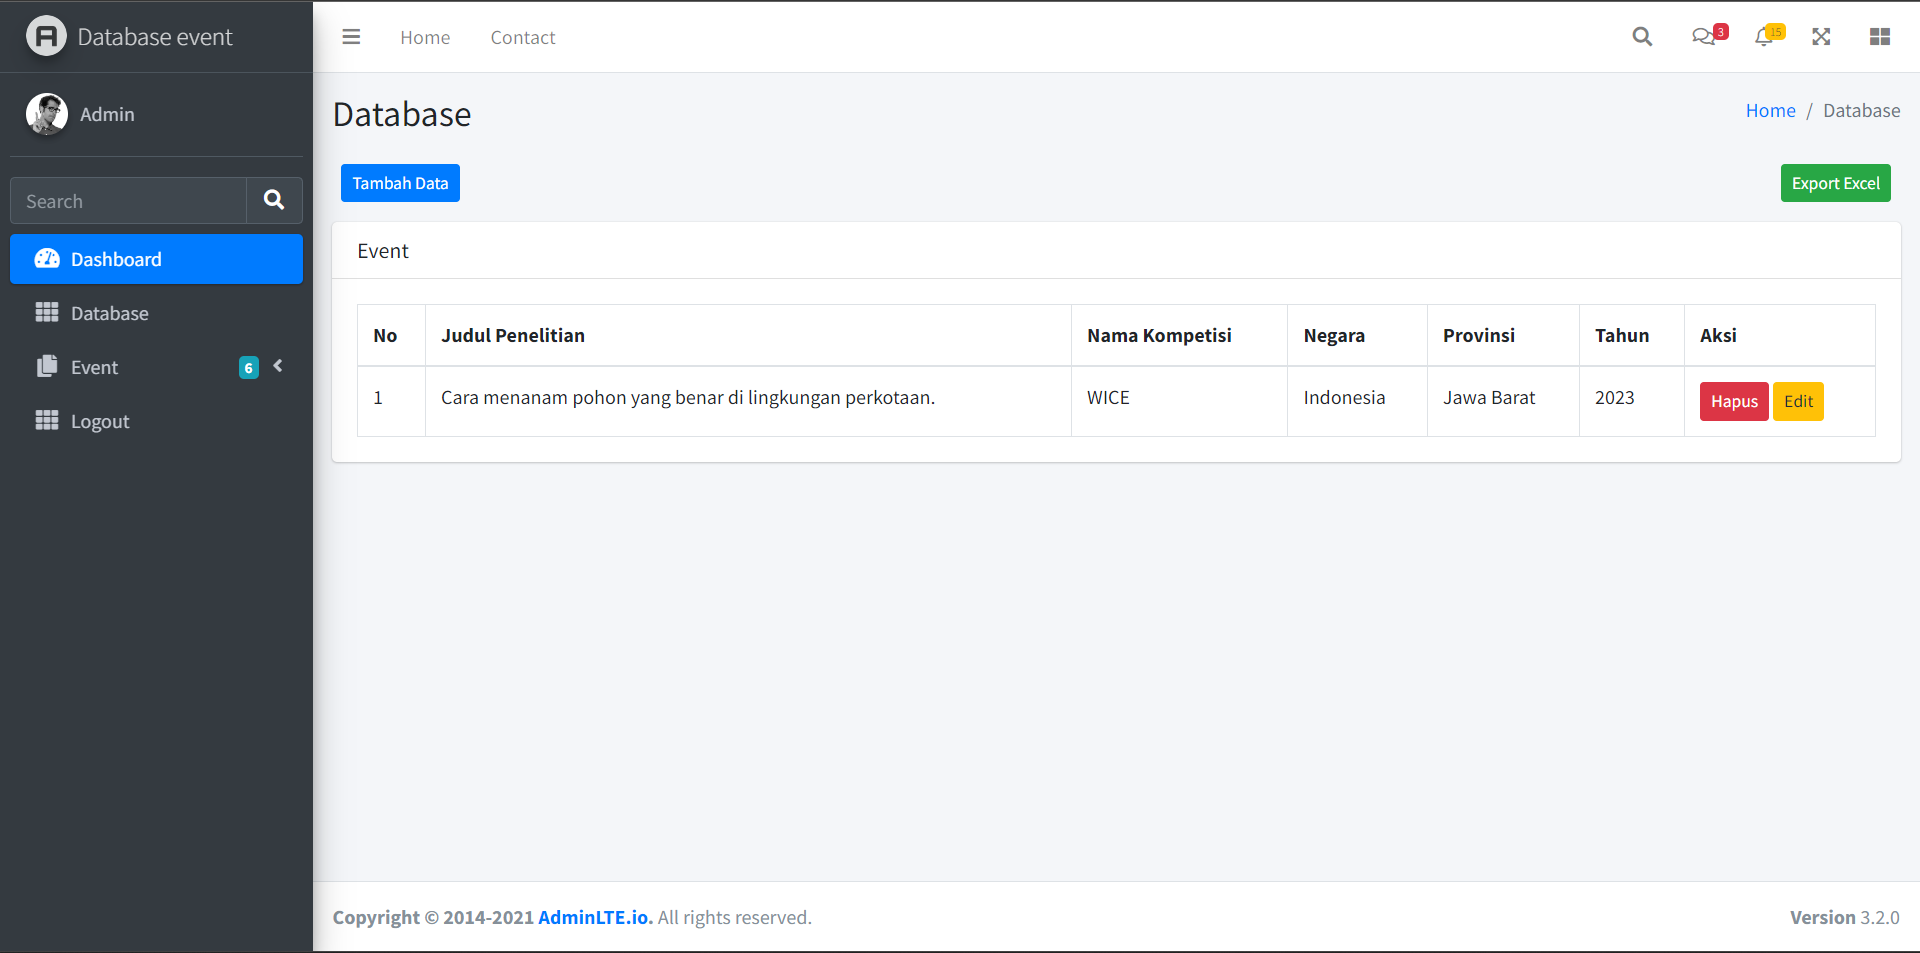 Database event
Home
Contact
3
15
Admin
Database
Home / Database
Search
Tambah Data
Export Excel
Dashboard
Database
Event 6
Logout
Event
No Judul Penelitian Nama Kompetisi Negara Provinsi Tahun Aksi
1 Cara menanam pohon yang benar di lingkungan perkotaan. WICE Indonesia Jawa Barat 2023 Hapus Edit
Copyright © 2014-2021 AdminLTE.io. All rights reserved.
Version 3.2.0